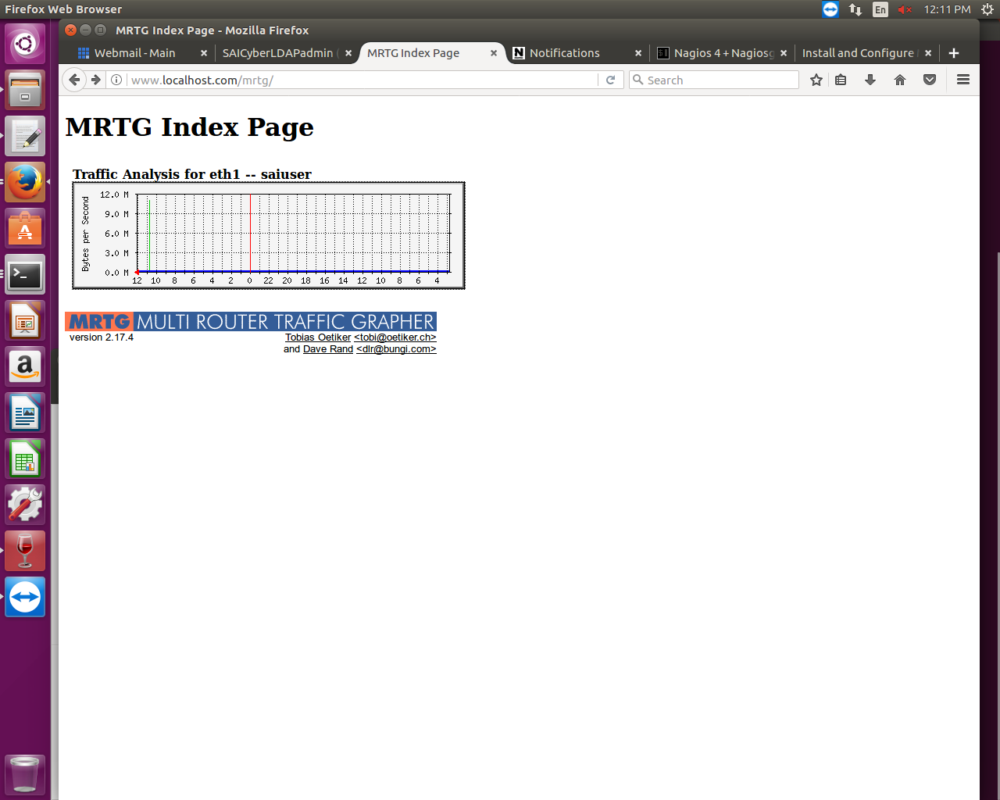 Firefox Web Browser
En
12:11 PM
MRTG Index Page - Mozilla Firefox
Webmail - Main
SAICyberLDAPadmin (
MRTG Index Page
Notifications
Nagios 4 + Nagiosg
Install and Configure
www.localhost.com/mrtg/
Search
MRTG Index Page
Traffic Analysis for eth1 -- saiuser
Bytes per Second
12.0 M
9.0 M
6.0 M
3.0 M
0.0 M
12 10 8 6 4 2 0 22 20 18 16 14 12 10 8 6 4
MRTG MULTI ROUTER TRAFFIC GRAPHER
version 2.17.4
Tobias Oetiker <tobi@oetiker.ch>
and Dave Rand <dlr@bungi.com>